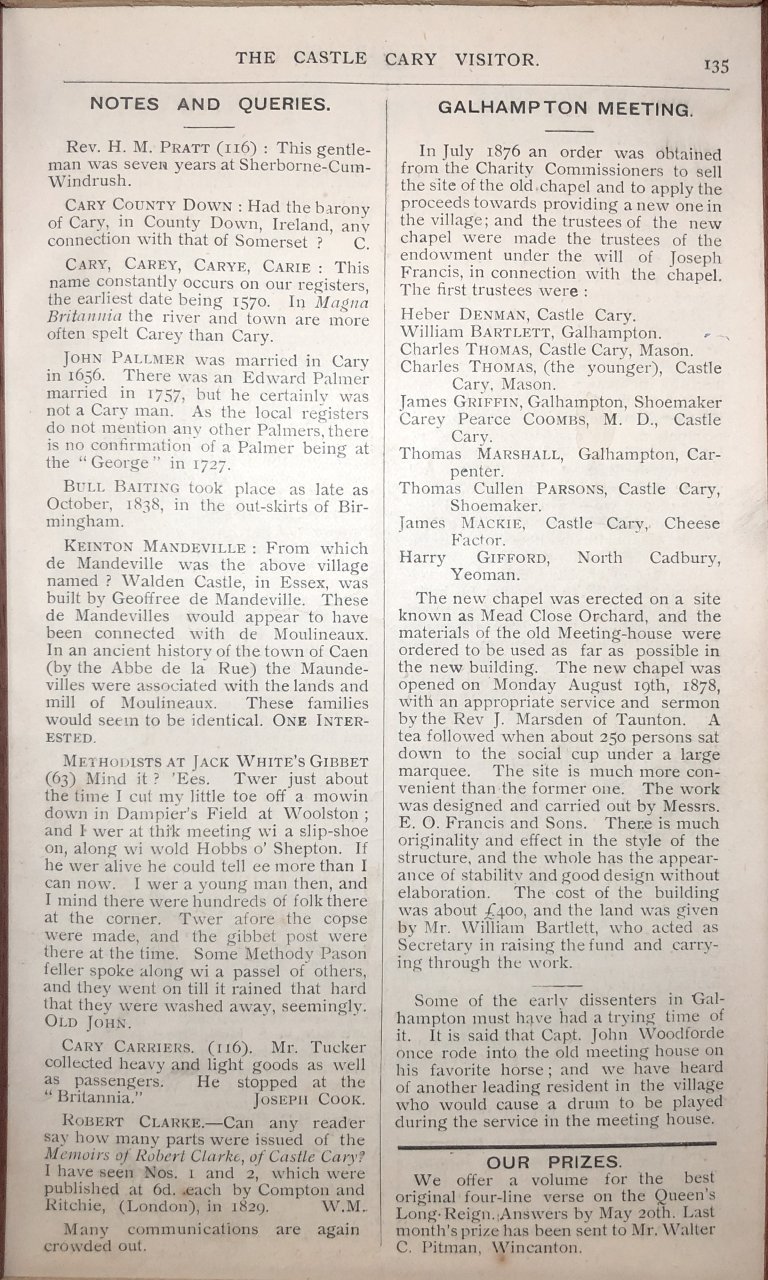 THE CASTLE CARY VISITOR.
135
NOTES AND QUERIES.
Rev. H. M. PRATT (116) : This gentle-
man was seven years at Sherborne-Cum-
Windrush.
CARY COUNTY DOWN : Had the barony
of Cary, in County Down, Ireland, any
connection with that of Somerset ? C.
CARY, CAREY, CARYE, CARIE : This
name constantly occurs on our registers,
the earliest date being 1570. In Magna
Britannia the river and town are more
often spelt Carey than Cary.
JOHN PALLMER was married in Cary
in 1656. There was an Edward Palmer
married in 1757, but he certainly was
not a Cary man. As the local registers
do not mention any other Palmers, there
is no confirmation of a Palmer being at
the “George” in 1727.
BULL BAITING took place as late as
October, 1838, in the out-skirts of Bir-
mingham.
KEINTON MANDEVILLE : From which
de Mandeville was the above village
named ? Walden Castle, in Essex, was
built by Geoffree de Mandeville. These
de Mandevilles would appear to have
been connected with de Moulineaux.
In an ancient history of the town of Caen
(by the Abbe de la Rue) the Maunde-
villes were associated with the lands and
mill of Moulineaux. These families
would seem to be identical. ONE INTER-
ESTED.
METHODISTS AT JACK WHITE'S GIBBET
(63) Mind it ? 'Ees. Twer just about
the time I cut my little toe off a mowin
down in Dampier's Field at Woolston ;
and I wer at thik meeting wi a slip-shoe
on, along wi wold Hobbs o' Shepton. If
he wer alive he could tell ee more than I
can now. I wer a young man then, and
I mind there were hundreds of folk there
at the corner. Twer afore the copse
were made, and the gibbet post were
there at the time. Some Methody Pason
feller spoke along wi a passel of others,
and they went on till it rained that hard
that they were washed away, seemingly.
OLD JOHN.
CARY CARRIERS. (116). Mr. Tucker
collected heavy and light goods as well
as passengers. He stopped at the
“Britannia.” JOSEPH COOK.
ROBERT CLARKE.—Can any reader
say how many parts were issued of the
Memoirs of Robert Clarke, of Castle Cary?
I have seen Nos. 1 and 2, which were
published at 6d. each by Compton and
Ritchie, (London), in 1829. W.M.
Many communications are again
crowded out.
GALHAMPTON MEETING.
In July 1876 an order was obtained
from the Charity Commissioners to sell
the site of the old chapel and to apply the
proceeds towards providing a new one in
the village; and the trustees of the new
chapel were made the trustees of the
endowment under the will of Joseph
Francis, in connection with the chapel.
The first trustees were :
Heber DENMAN, Castle Cary.
William BARTLETT, Galhampton.
Charles THOMAS, Castle Cary, Mason.
Charles THOMAS, (the younger), Castle
Cary, Mason.
James GRIFFIN, Galhampton, Shoemaker
Carey Pearce COOMBS, M. D., Castle
Cary.
Thomas MARSHALL, Galhampton, Car-
penter.
Thomas Cullen PARSONS, Castle Cary,
Shoemaker.
James MACKIE, Castle Cary, Cheese
Factor.
Harry GIFFORD, North Cadbury,
Yeoman.
The new chapel was erected on a site
known as Mead Close Orchard, and the
materials of the old Meeting-house were
ordered to be used as far as possible in
the new building. The new chapel was
opened on Monday August 19th, 1878,
with an appropriate service and sermon
by the Rev J. Marsden of Taunton. A
tea followed when about 250 persons sat
down to the social cup under a large
marquee. The site is much more con-
venient than the former one. The work
was designed and carried out by Messrs.
E. O. Francis and Sons. There is much
originality and effect in the style of the
structure, and the whole has the appear-
ance of stability and good design without
elaboration. The cost of the building
was about £400, and the land was given
by Mr. William Bartlett, who acted as
Secretary in raising the fund and carry-
ing through the work.
Some of the early dissenters in Gal-
hampton must have had a trying time of
it. It is said that Capt. John Woodforde
once rode into the old meeting house on
his favorite horse ; and we have heard
of another leading resident in the village
who would cause a drum to be played
during the service in the meeting house.
OUR PRIZES.
We offer a volume for the best
original four-line verse on the Queen's
Long Reign. Answers by May 20th. Last
month's prize has been sent to Mr. Walter
C. Pitman, Wincanton.